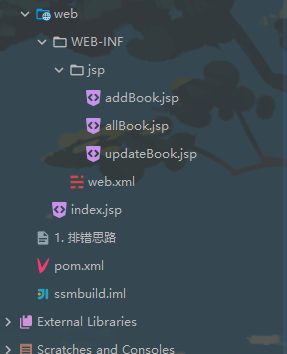 web
WEB-INF
jsp
addBook.jsp
allBook.jsp
updateBook.jsp
web.xml
index.jsp
1. 排错思路
pom.xml
ssmbuild.iml
External Libraries
Scratches and Consoles